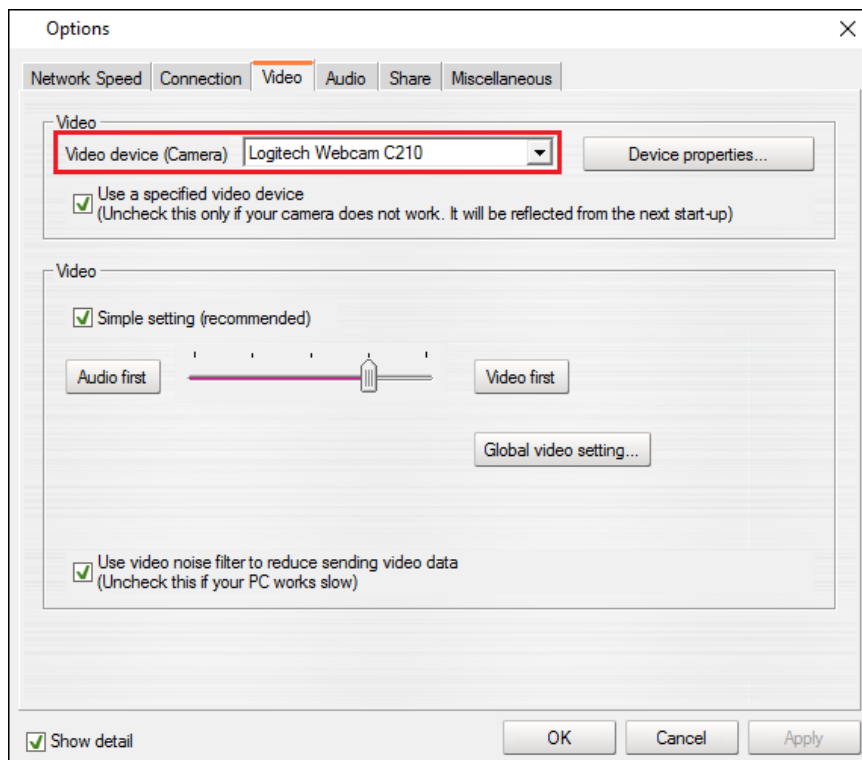 Options
Network Speed Connection Video Audio Share Miscellaneous
Video
Video device (Camera) Logitech Webcam C210 Device properties...
Use a specified video device
(Uncheck this only if your camera does not work. It will be reflected from the next start-up)
Video
Simple setting (recommended)
Audio first Video first
Global video setting...
Use video noise filter to reduce sending video data
(Uncheck this if your PC works slow)
Show detail OK Cancel Apply